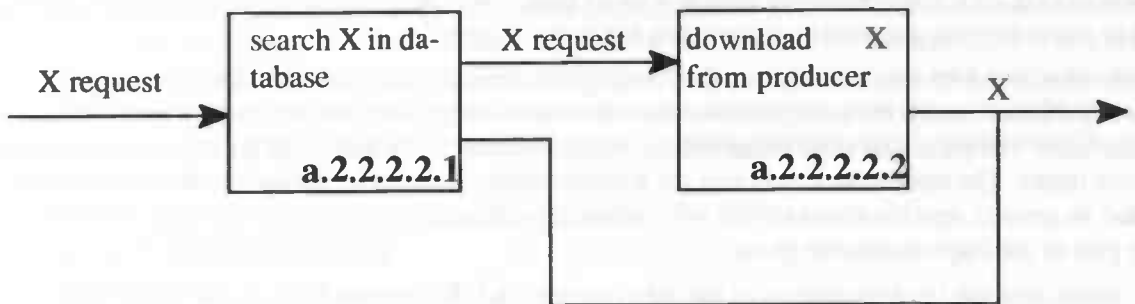 X request
search X in da-
tabase
a.2.2.2.2.1
X request
download X
from producer
a.2.2.2.2.2
X